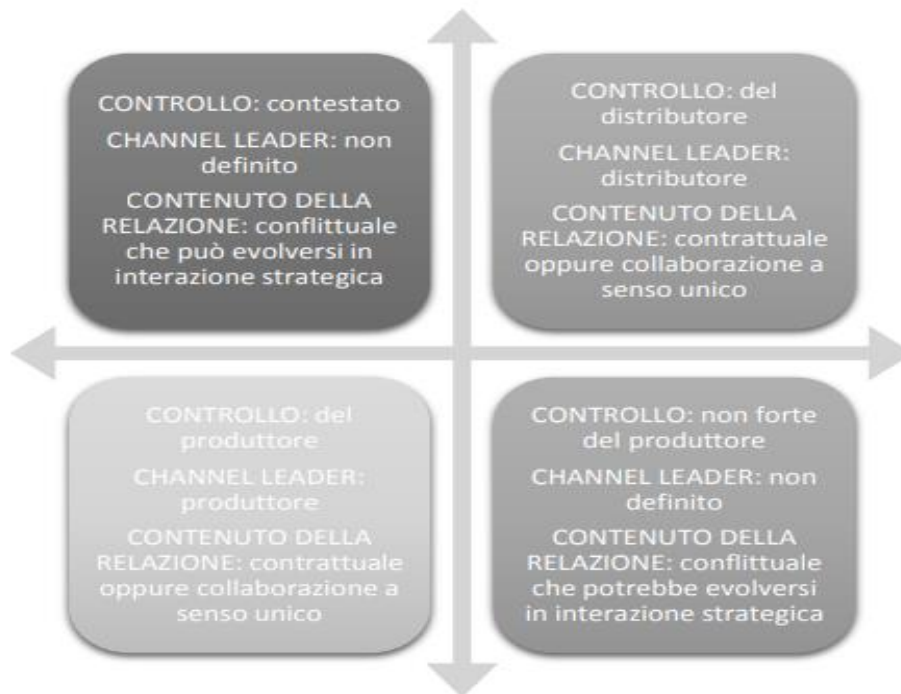 CONTROLLO: contestato
CHANNEL LEADER: non
definito
CONTENUTO DELLA
RELAZIONE: conflittuale
che può evolversi in
interazione strategica
CONTROLLO: del
distributore
CHANNEL LEADER:
distributore
CONTENUTO DELLA
RELAZIONE: contrattuale
oppure collaborazione a
senso unico
CONTROLLO: del
produttore
CHANNEL LEADER:
produttore
CONTENUTO DELLA
RELAZIONE: contrattuale
oppure collaborazione a
senso unico
CONTROLLO: non forte
del produttore
CHANNEL LEADER: non
definito
CONTENUTO DELLA
RELAZIONE: conflittuale
che potrebbe evolversi
in interazione strategica